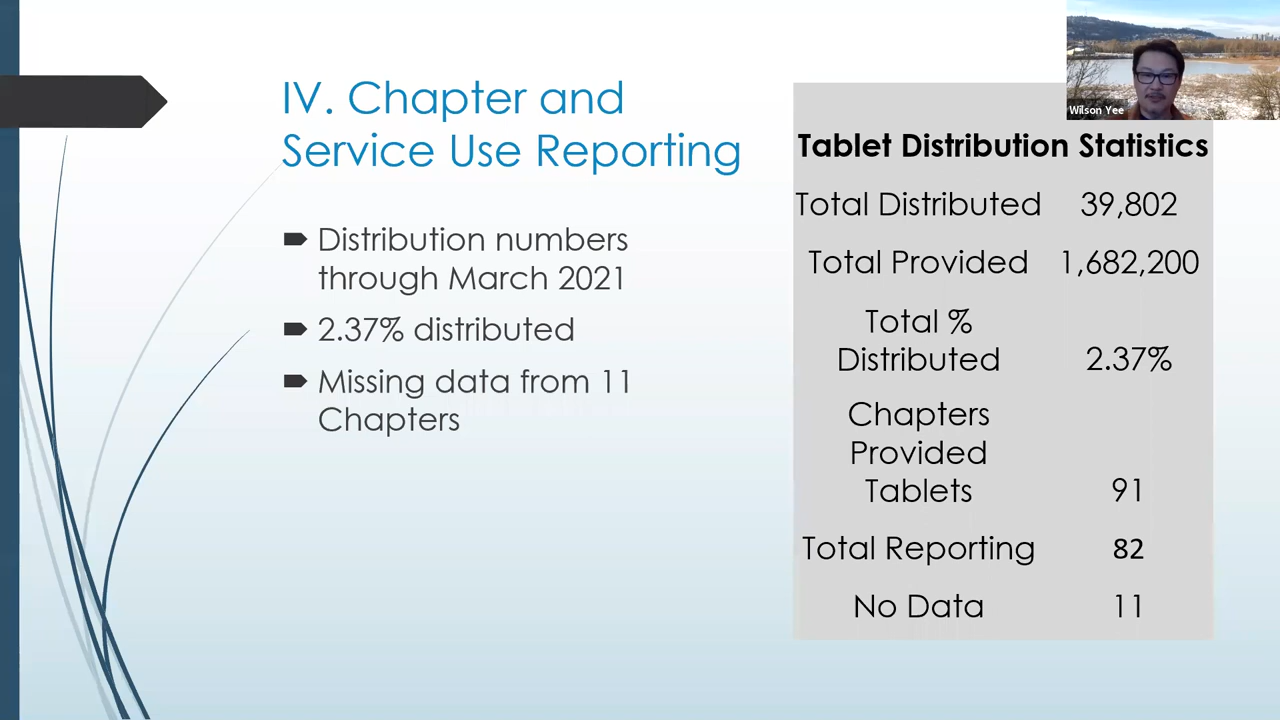 IV. Chapter and
Service Use Reporting
Distribution numbers
through March 2021
2.37% distributed
Missing data from 11
Chapters
Wilson Yee
Tablet Distribution Statistics
Total Distributed 39,802
Total Provided 1,682,200
Total %
Distributed 2.37%
Chapters
Provided
Tablets 91
Total Reporting 82
No Data 11